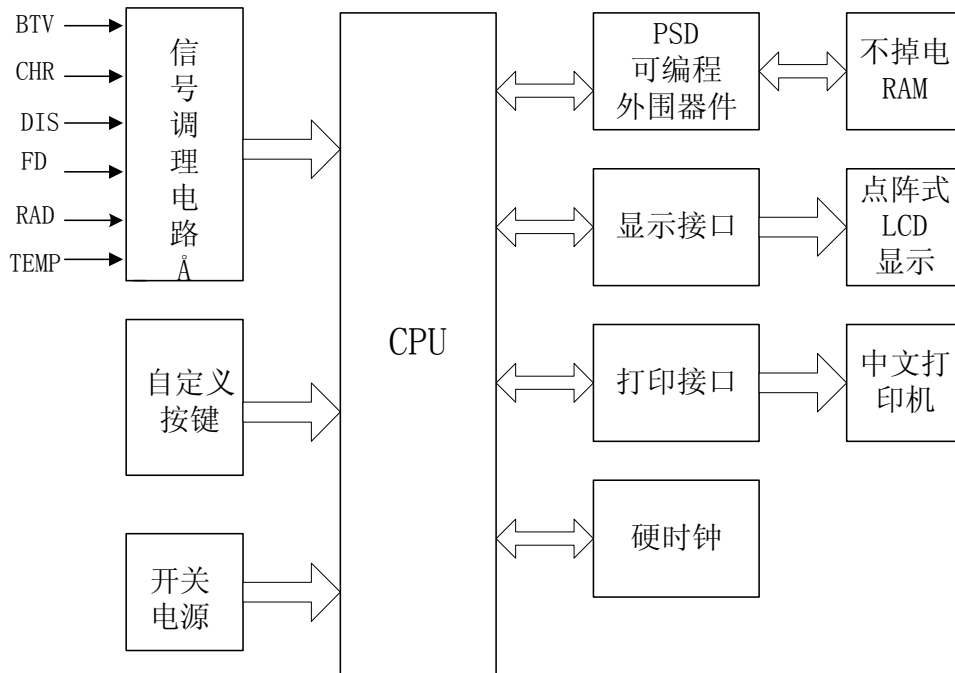 BTV
CHR
DIS
FD
RAD
TEMP
信
号
调
理
电
路
Å
自定义
按键
开关
电源
CPU
PSD
可编程
外围器件
不掉电
RAM
显示接口
点阵式
LCD
显示
打印接口
中文打
印机
硬时钟